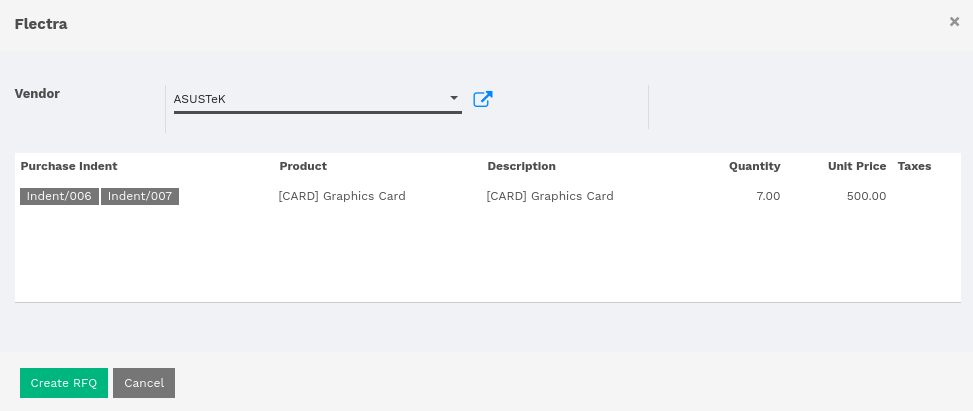 Flectra ×
Vendor ASUSTeK
Purchase Indent Product Description Quantity Unit Price Taxes
Indent/006 Indent/007 [CARD] Graphics Card [CARD] Graphics Card 7.00 500.00
Create RFQ Cancel